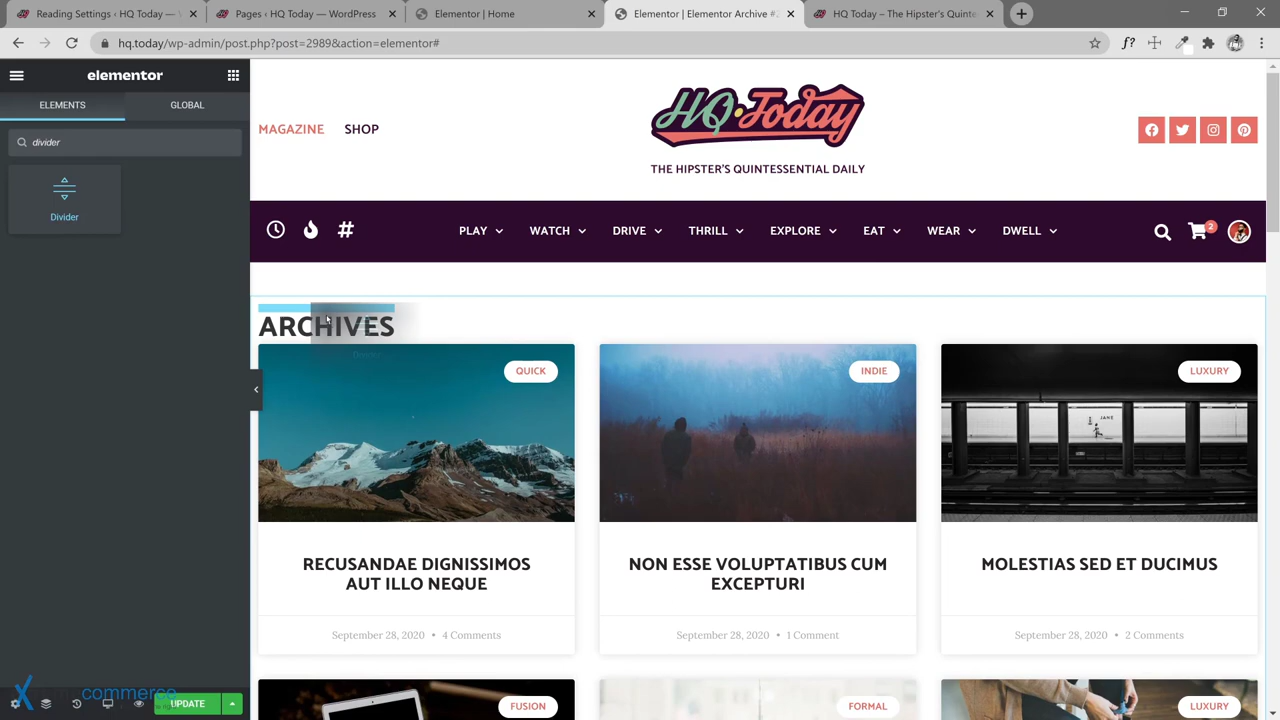 Reading Settings ‹ HQ Today — W
Pages ‹ HQ Today — WordPress
Elementor | Home
Elementor | Elementor Archive #2
HQ Today – The Hipster's Quinte
hq.today/wp-admin/post.php?post=2989&action=elementor#
elementor
ELEMENTS
GLOBAL
divider
Divider
UPDATE
commerce
MAGAZINE
SHOP
HQ Today
THE HIPSTER'S QUINTESSENTIAL DAILY
PLAY
WATCH
DRIVE
THRILL
EXPLORE
EAT
WEAR
DWELL
2
ARCHIVES
Divider
QUICK
INDIE
LUXURY
JANE
RECUSANDAE DIGNISSIMOS
AUT ILLO NEQUE
NON ESSE VOLUPTATIBUS CUM
EXCEPTURI
MOLESTIAS SED ET DUCIMUS
September 28, 2020 • 4 Comments
September 28, 2020 • 1 Comment
September 28, 2020 • 2 Comments
FUSION
FORMAL
LUXURY